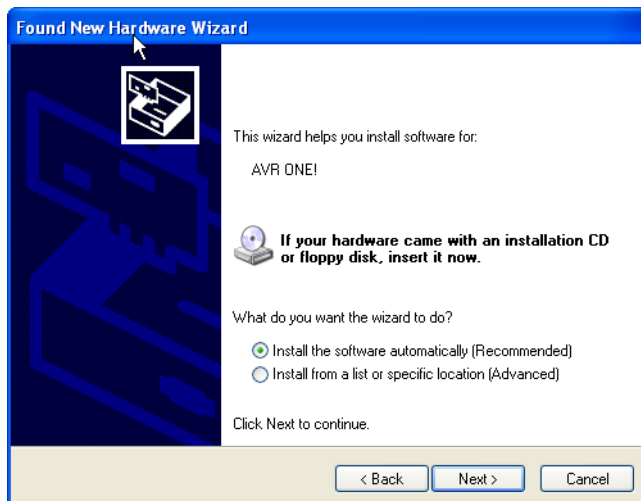 Found New Hardware Wizard
This wizard helps you install software for:
AVR ONE!
If your hardware came with an installation CD
or floppy disk, insert it now.
What do you want the wizard to do?
Install the software automatically (Recommended)
Install from a list or specific location (Advanced)
Click Next to continue.
< Back Next > Cancel